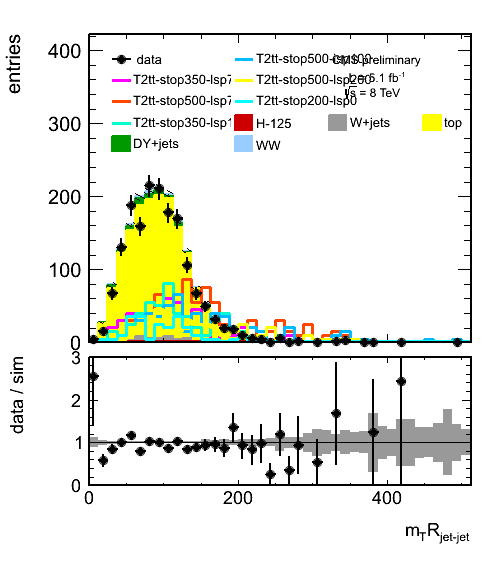 entries
400
300
200
100
0
data
T2tt-stop350-lsp
T2tt-stop500-lsp
T2tt-stop350-lsp1
DY+jets
T2tt-stop500-lsp100
T2tt-stop500-lsp200
T2tt-stop200-lsp0
H-125
WW
W+jets
top
CMS preliminary
5.1 fb-1
√s = 8 TeV
data / sim
3
2
1
0
0 200 400
mTRjet-jet